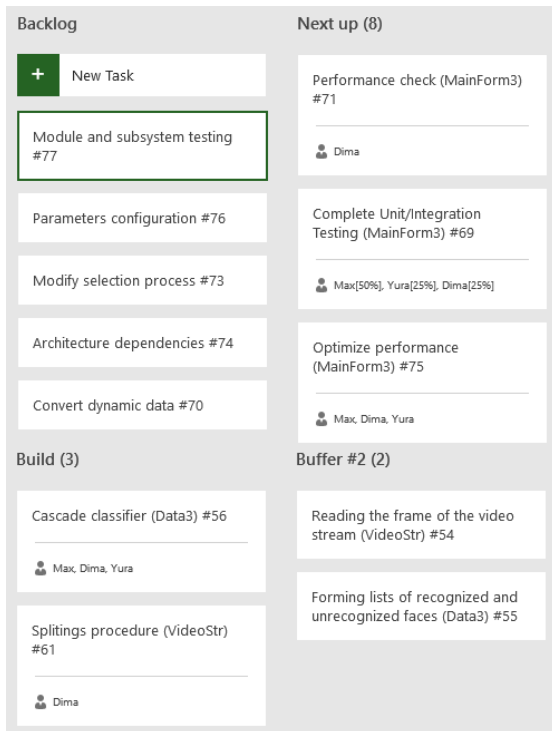 Backlog
+ New Task
Module and subsystem testing
#77
Parameters configuration #76
Modify selection process #73
Architecture dependencies #74
Convert dynamic data #70
Next up (8)
Performance check (MainForm3)
#71
Dima
Complete Unit/Integration
Testing (MainForm3) #69
Max[50%], Yura[25%], Dima[25%]
Optimize performance
(MainForm3) #75
Max, Dima, Yura
Build (3)
Cascade classifier (Data3) #56
Max, Dima, Yura
Splitings procedure (VideoStr)
#61
Dima
Buffer #2 (2)
Reading the frame of the video
stream (VideoStr) #54
Forming lists of recognized and
unrecognized faces (Data3) #55